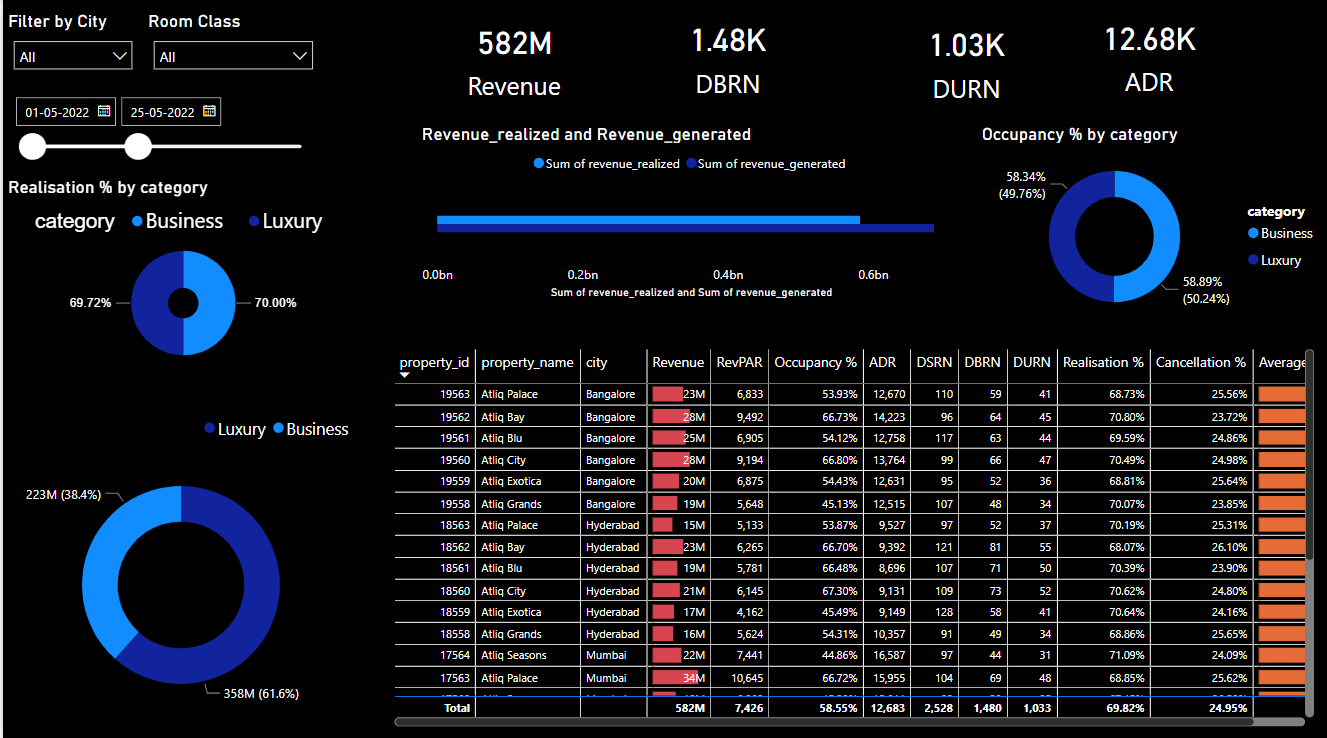 Filter by City
Room Class
All
All
01-05-2022
25-05-2022
582M
Revenue
1.48K
DBRN
1.03K
DURN
12.68K
ADR
Realisation % by category
category Business Luxury
69.72%
70.00%
Luxury Business
223M (38.4%)
358M (61.6%)
Revenue_realized and Revenue_generated
Sum of revenue_realized Sum of revenue_generated
0.0bn 0.2bn 0.4bn 0.6bn
Sum of revenue_realized and Sum of revenue_generated
Occupancy % by category
58.34%
(49.76%)
58.89%
(50.24%)
category
Business
Luxury
property_id property_name city Revenue RevPAR Occupancy % ADR DSRN DBRN DURN Realisation % Cancellation % Average
19563 Atliq Palace Bangalore 23M 6,833 53.93% 12,670 110 59 41 68.73% 25.56%
19562 Atliq Bay Bangalore 28M 9,492 66.73% 14,223 96 64 45 70.80% 23.72%
19561 Atliq Blu Bangalore 25M 6,905 54.12% 12,758 117 63 44 69.59% 24.86%
19560 Atliq City Bangalore 28M 9,194 66.80% 13,764 99 66 47 70.49% 24.98%
19559 Atliq Exotica Bangalore 20M 6,875 54.43% 12,631 95 52 36 68.81% 25.64%
19558 Atliq Grands Bangalore 19M 5,648 45.13% 12,515 107 48 34 70.07% 23.85%
18563 Atliq Palace Hyderabad 15M 5,133 53.87% 9,527 97 52 37 70.19% 25.31%
18562 Atliq Bay Hyderabad 23M 6,265 66.70% 9,392 121 81 55 68.07% 26.10%
18561 Atliq Blu Hyderabad 19M 5,781 66.48% 8,696 107 71 50 70.39% 23.90%
18560 Atliq City Hyderabad 21M 6,145 67.30% 9,131 109 73 52 70.62% 24.80%
18559 Atliq Exotica Hyderabad 17M 4,162 45.49% 9,149 128 58 41 70.64% 24.16%
18558 Atliq Grands Hyderabad 16M 5,624 54.31% 10,357 91 49 34 68.86% 25.65%
17564 Atliq Seasons Mumbai 22M 7,441 44.86% 16,587 97 44 31 71.09% 24.09%
17563 Atliq Palace Mumbai 34M 10,645 66.72% 15,955 104 69 48 68.85% 25.62%
Total 582M 7,426 58.55% 12,683 2,528 1,480 1,033 69.82% 24.95%